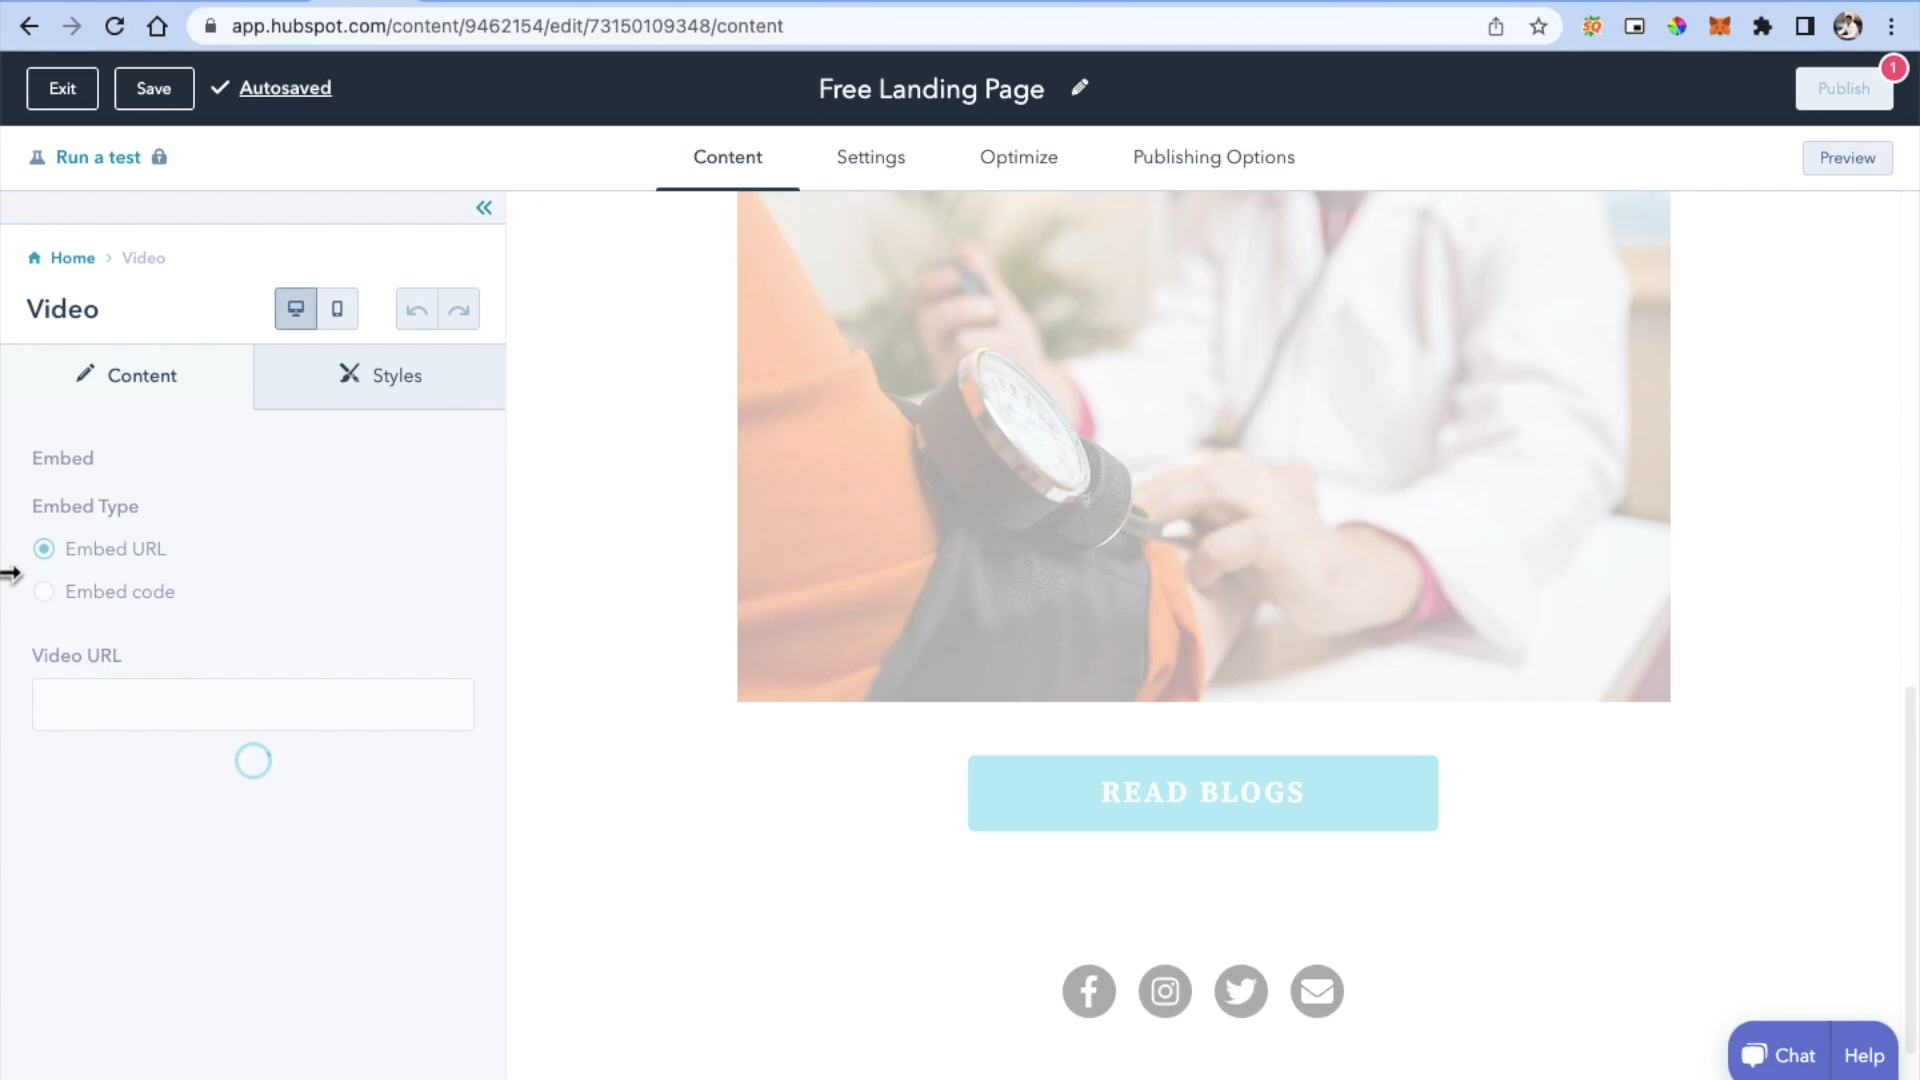 app.hubspot.com/content/9462154/edit/73150109348/content
SQ
Exit
Save
Autosaved
Free Landing Page
Publish
1
Run a test
Content
Settings
Optimize
Publishing Options
Preview
Home
Video
Video
Content
Styles
Embed
Embed Type
Embed URL
Embed code
Video URL
READ BLOGS
Chat
Help